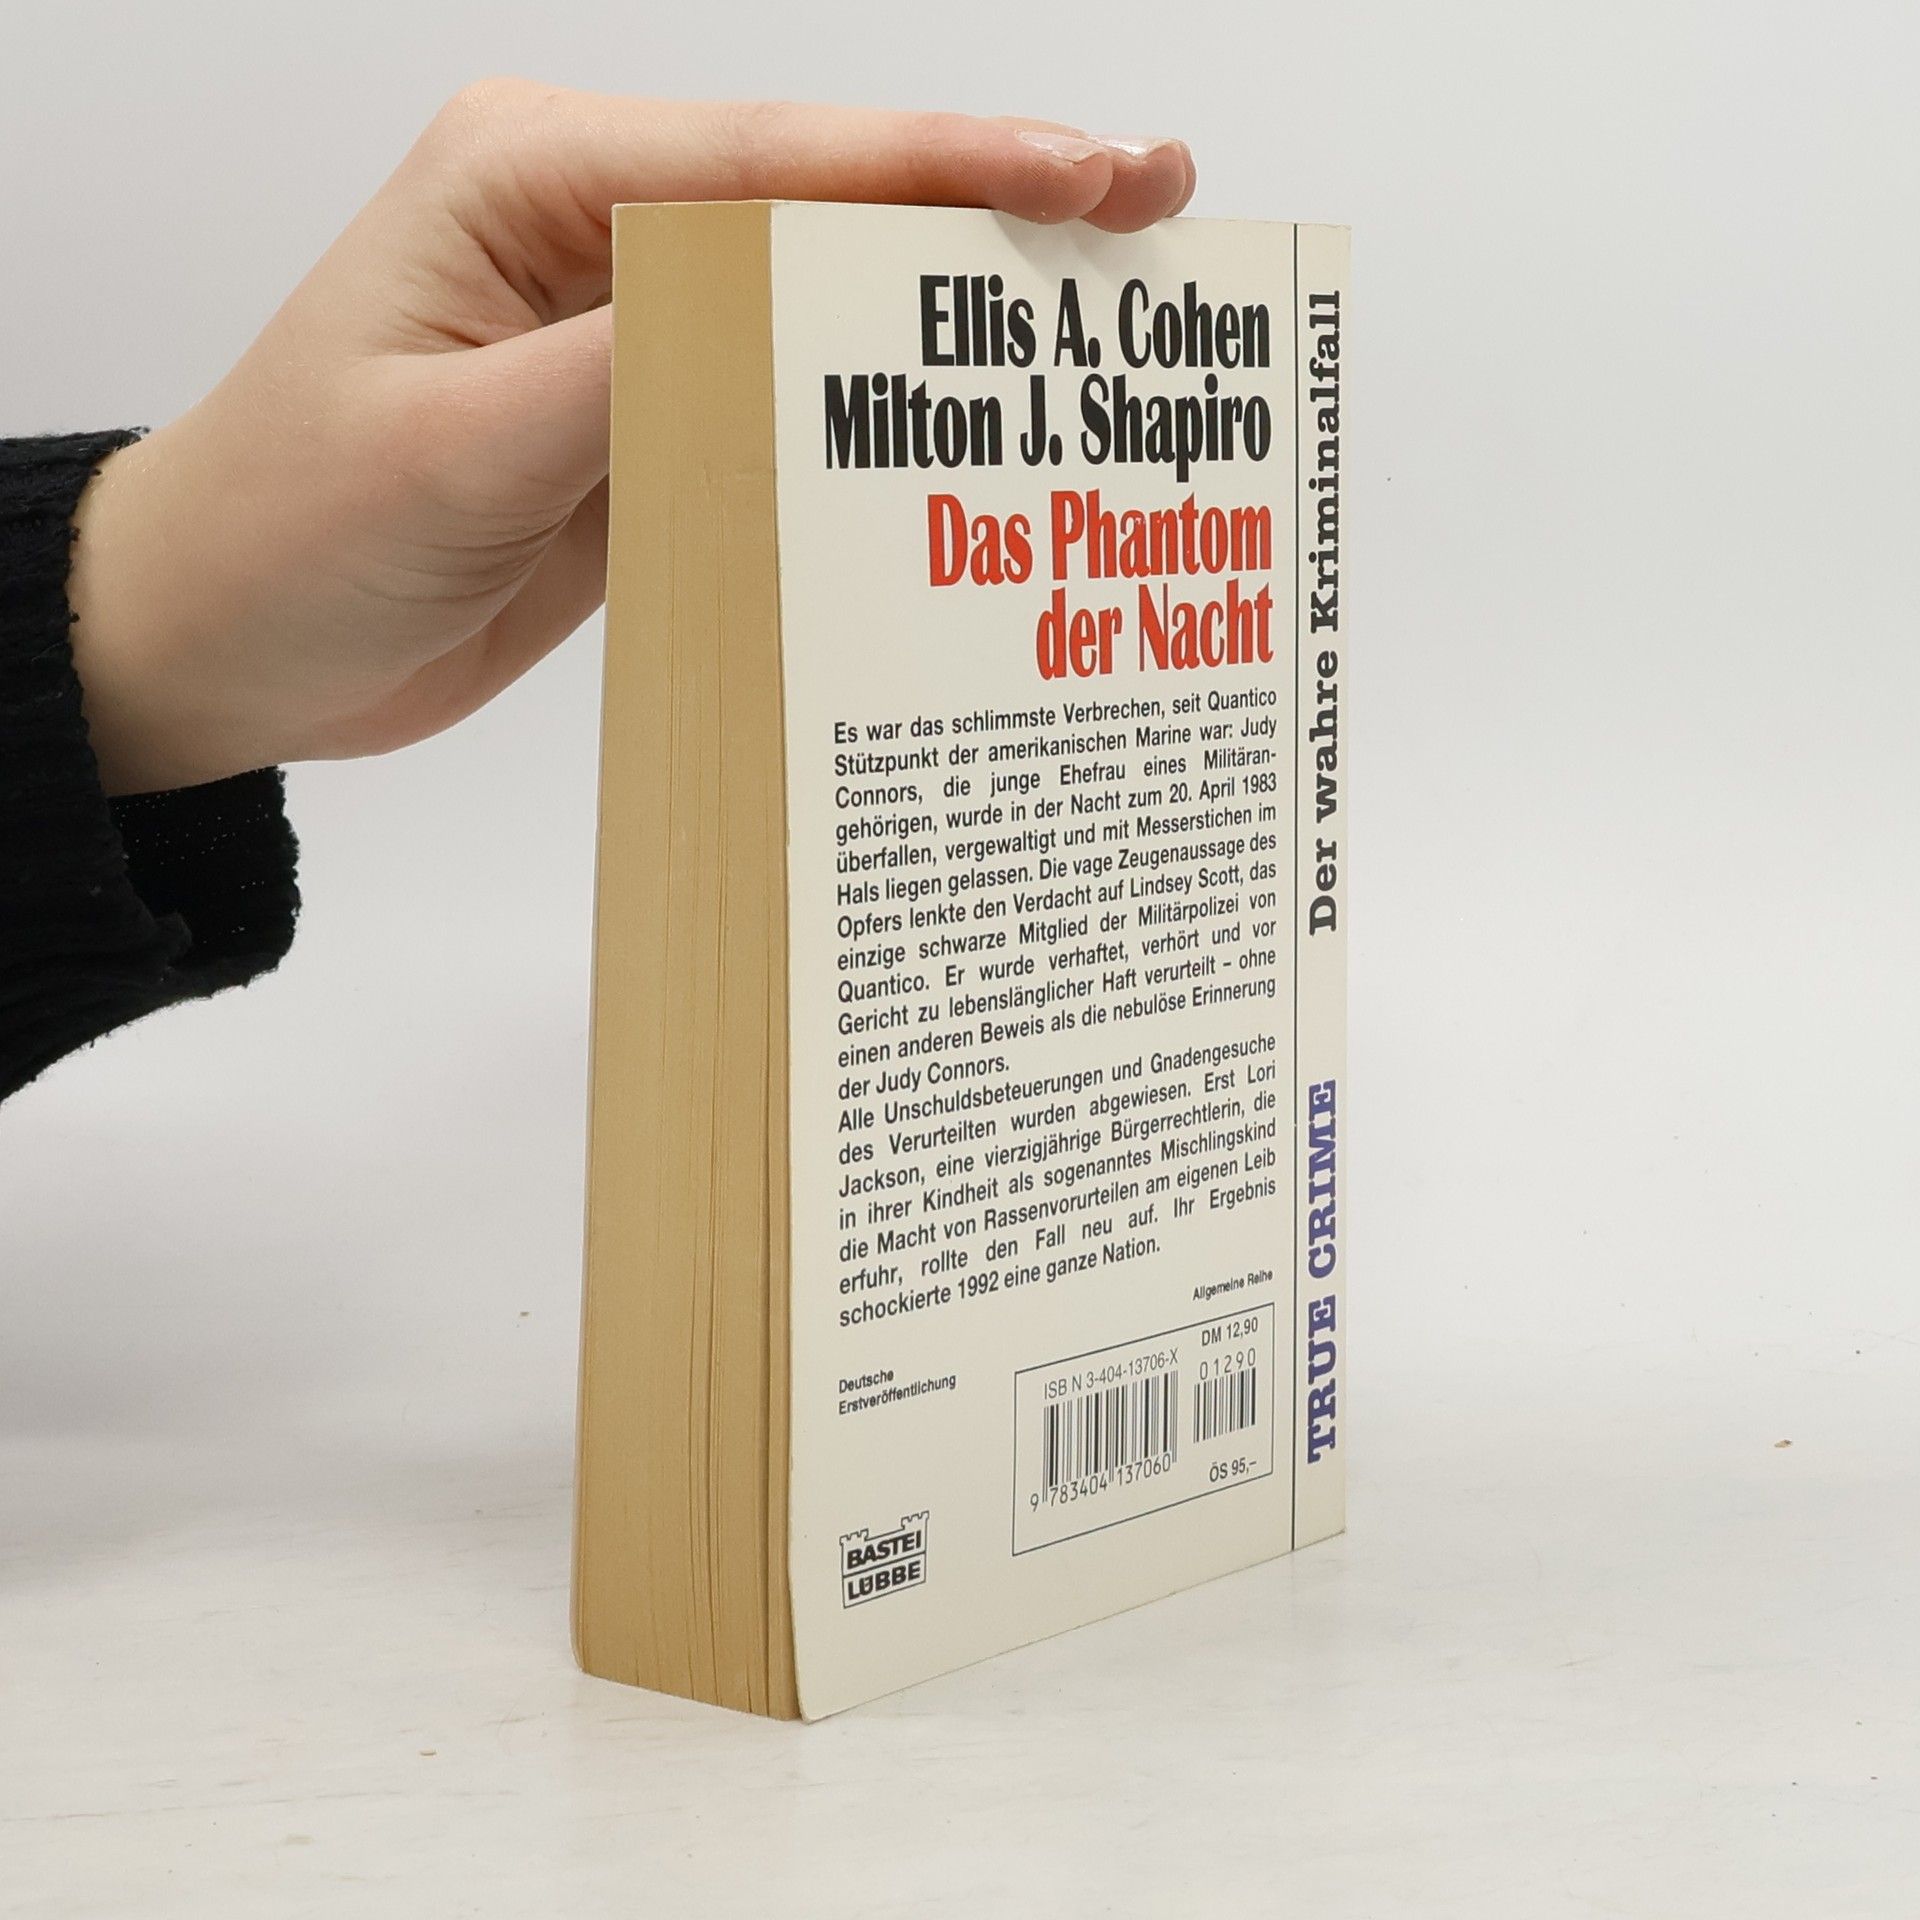 Ellis A. Cohen
Milton J. Shapiro
Das Phantom
der Nacht
Es war das schlimmste Verbrechen, seit Quantico
Stützpunkt der amerikanischen Marine war: Judy
Connors, die junge Ehefrau eines Militäran-
gehörigen, wurde in der Nacht zum 20. April 1983
überfallen, vergewaltigt und mit Messerstichen im
Hals liegen gelassen. Die vage Zeugenaussage des
Opfers lenkte den Verdacht auf Lindsey Scott, das
einzige schwarze Mitglied der Militärpolizei von
Quantico. Er wurde verhaftet, verhört und vor
Gericht zu lebenslänglicher Haft verurteilt – ohne
einen anderen Beweis als die nebulöse Erinnerung
der Judy Connors.
Alle Unschuldsbeteuerungen und Gnadengesuche
des Verurteilten wurden abgewiesen. Erst Lori
Jackson, eine vierzigjährige Bürgerrechtlerin, die
in ihrer Kindheit als sogenanntes Mischlingskind
die Macht von Rassenvorurteilen am eigenen Leib
erfuhr, rollte den Fall neu auf. Ihr Ergebnis
schockierte 1992 eine ganze Nation.
Allgemeine Reihe
Deutsche
Erstveröffentlichung
DM 12,90
ISBN 3-404-13706-X
01290
9 783404 137060
ÖS 95,–
BASTEI
LÜBBE
TRUE CRIME Der wahre Kriminalfall